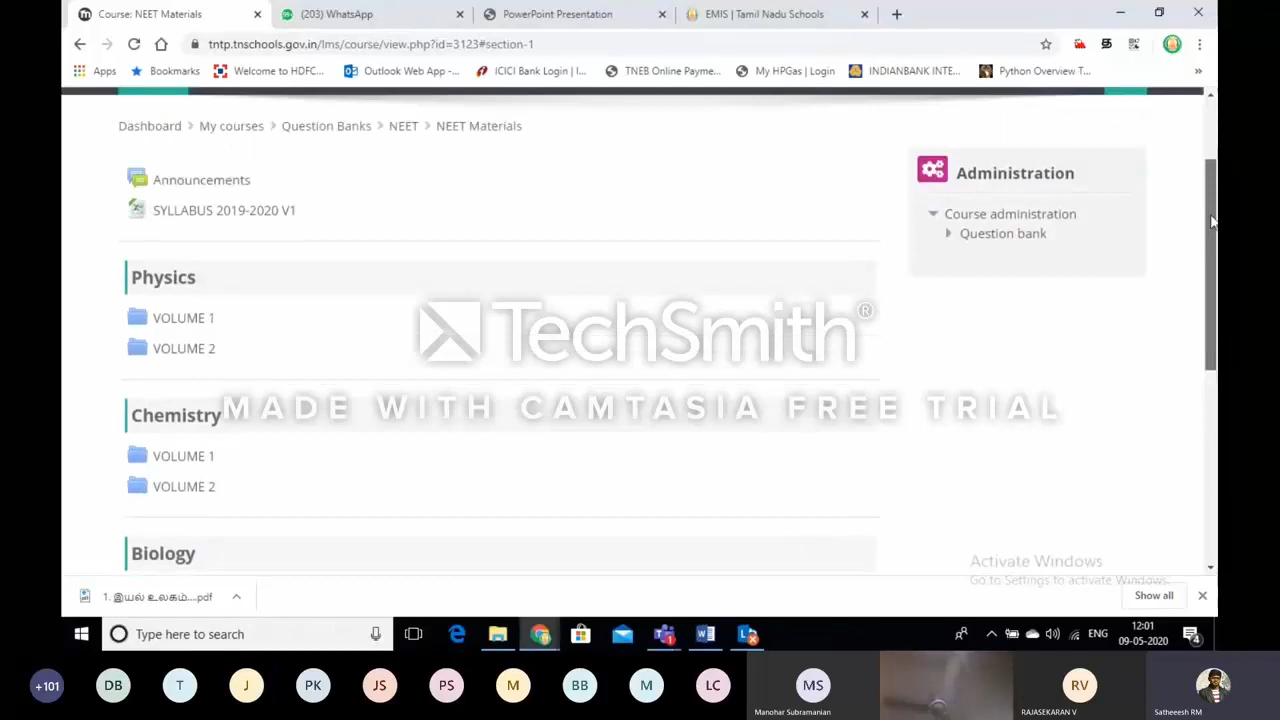 Course: NEET Materials
(203) WhatsApp
PowerPoint Presentation
EMIS | Tamil Nadu Schools
tntp.tnschools.gov.in/lms/course/view.php?id=3123#section-1
Apps
Bookmarks
Welcome to HDFC...
Outlook Web App -...
ICICI Bank Login | I...
TNEB Online Payme...
My HPGas | Login
INDIANBANK INTE...
Python Overview T...
Dashboard > My courses > Question Banks > NEET > NEET Materials
Announcements
SYLLABUS 2019-2020 V1
Administration
Course administration
Question bank
Physics
VOLUME 1
VOLUME 2
TechSmith®
MADE WITH CAMTASIA FREE TRIAL
Chemistry
VOLUME 1
VOLUME 2
Biology
Activate Windows
Go to Settings to activate Windows.
1. இயல் உலகம்....pdf
Show all
Type here to search
ENG
12:01
09-05-2020
+101
DB
T
J
PK
JS
PS
M
BB
M
LC
MS
Manohar Subramanian
RV
RAJASEKARAN V
Satheeesh RM